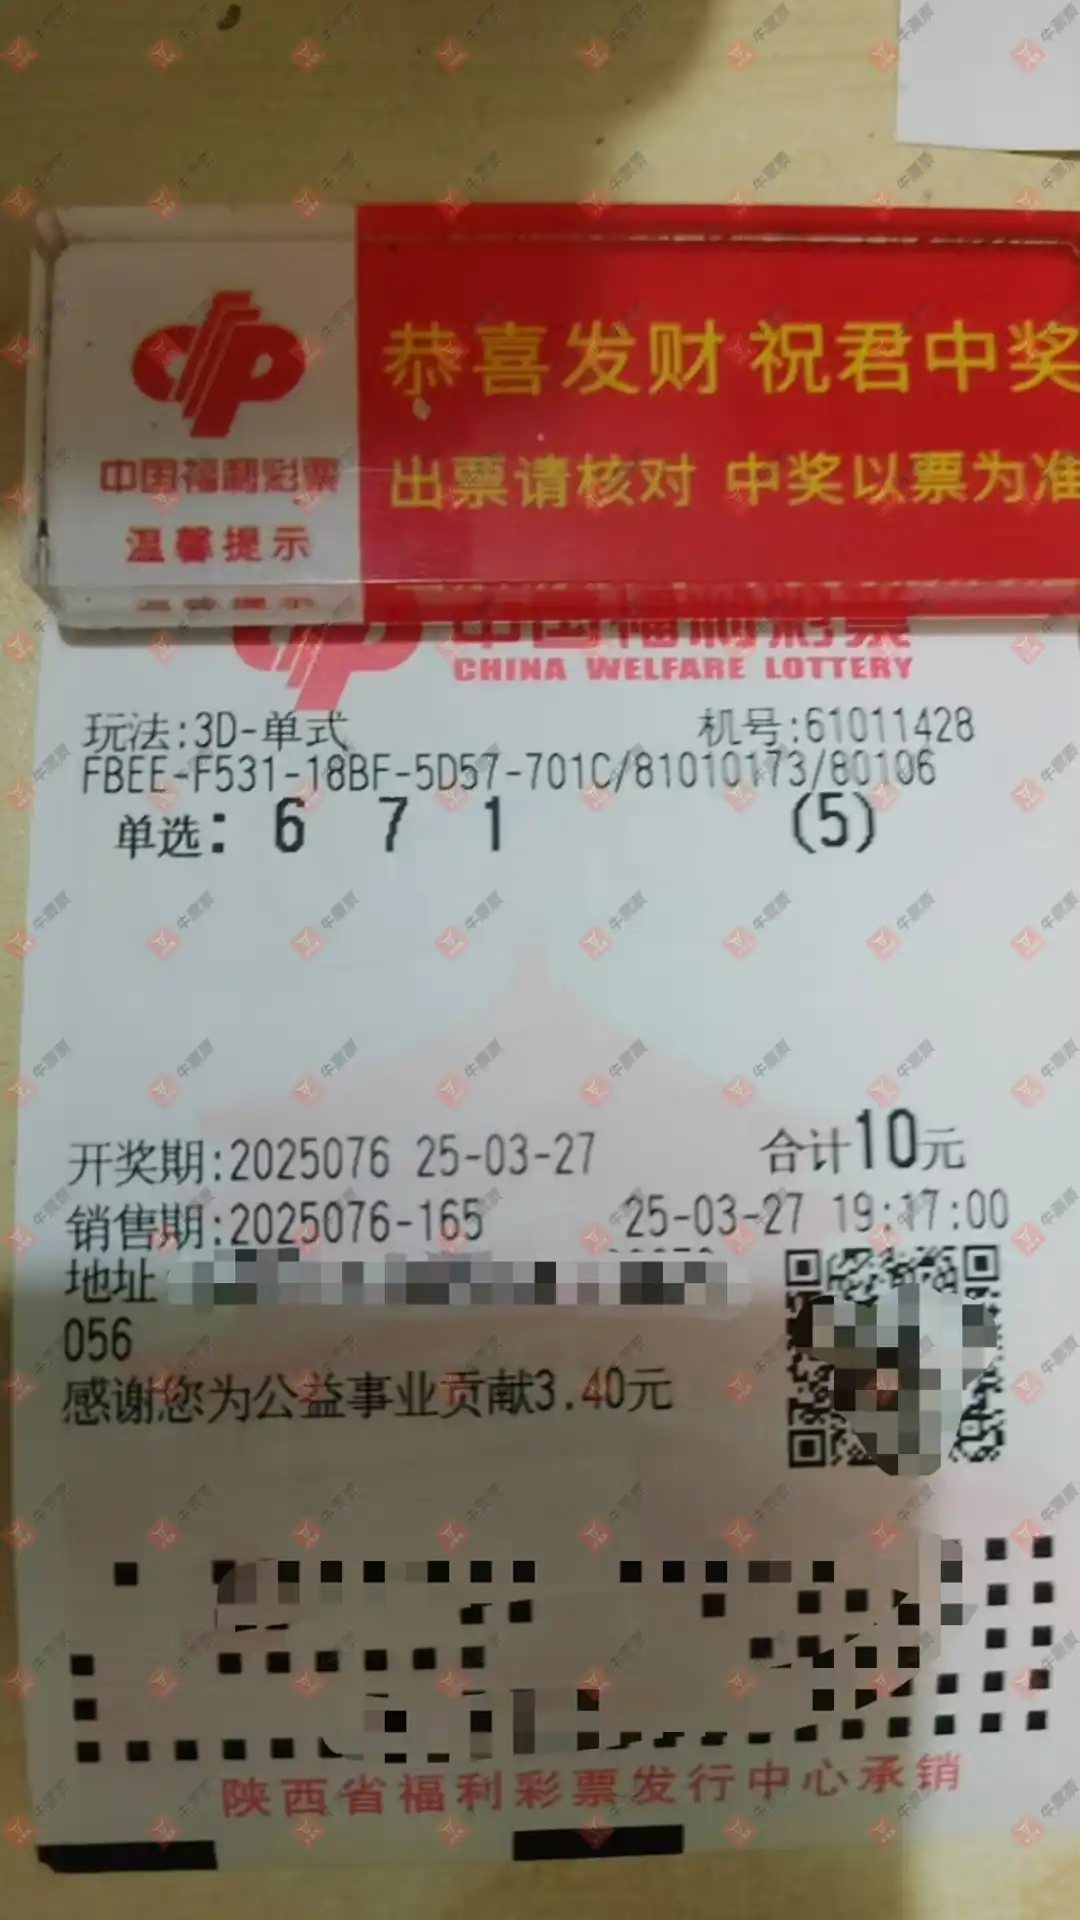 恭喜发财 祝君中奖
出票请核对 中奖以票为准
中国福利彩票
温馨提示
中国福利彩票
CHINA WELFARE LOTTERY
玩法:3D-单式 机号:61011428
FBEE-F531-18BF-5D57-701C/81010173/80106
单选: 6 7 1 (5)
开奖期:2025076 25-03-27 合计10元
销售期:2025076-165 25-03-27 19:17:00
地址
056
感谢您为公益事业贡献3.40元
陕西省福利彩票发行中心承销
牛票票